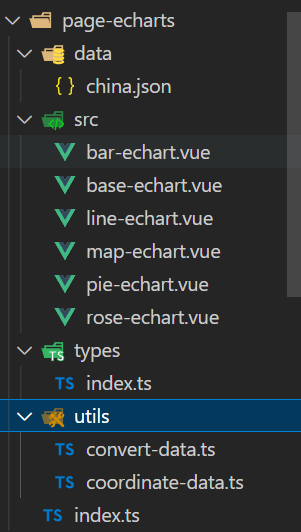 page-echarts
data
{ } china.json
src
bar-echart.vue
base-echart.vue
line-echart.vue
map-echart.vue
pie-echart.vue
rose-echart.vue
TS types
TS index.ts
utils
TS convert-data.ts
TS coordinate-data.ts
TS index.ts